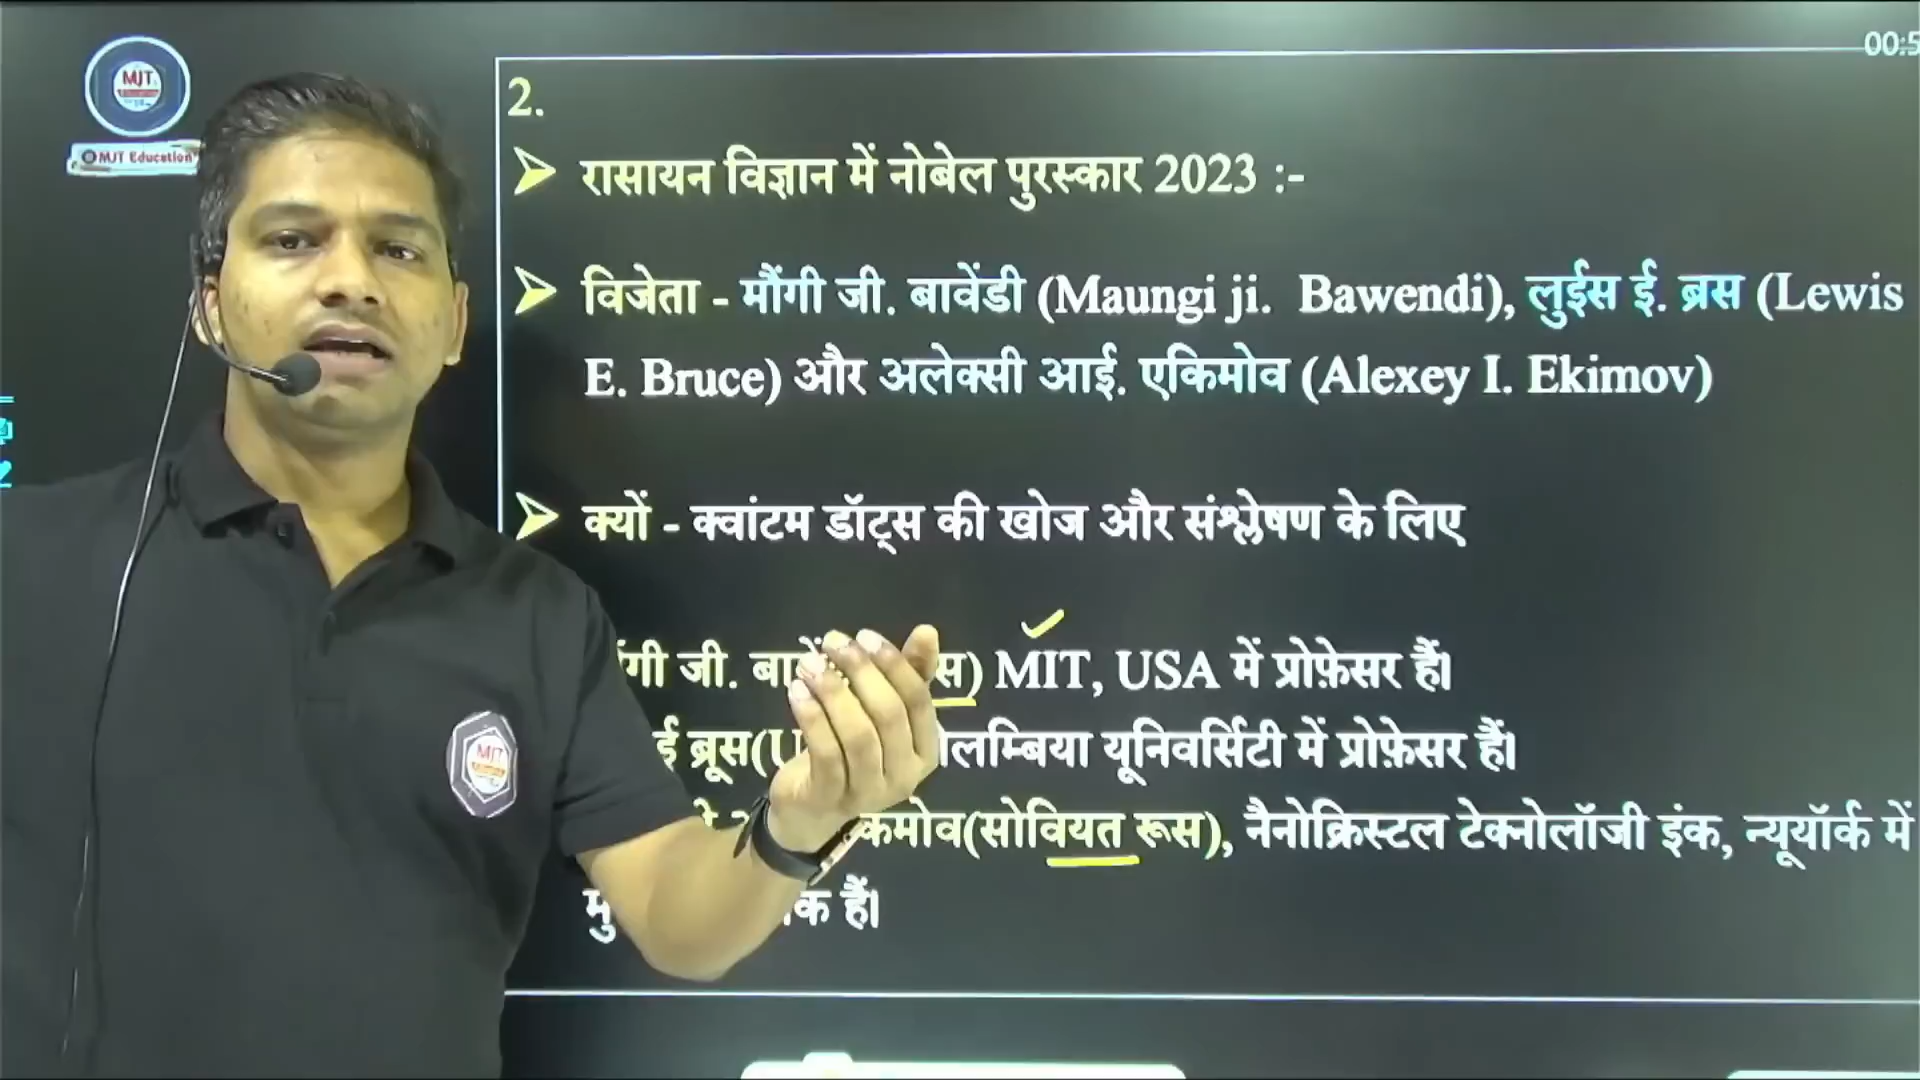 MJT
MJT Education
00:5
2.
रासायन विज्ञान में नोबेल पुरस्कार 2023 :-
विजेता - मौंगी जी. बावेंडी (Maungi ji. Bawendi), लुईस ई. ब्रस (Lewis
E. Bruce) और अलेक्सी आई. एकिमोव (Alexey I. Ekimov)
क्यों - क्वांटम डॉट्स की खोज और संश्लेषण के लिए
गी जी. स) MIT, USA में प्रोफ़ेसर हैं।
ई ब्रूस(U लम्बिया यूनिवर्सिटी में प्रोफ़ेसर हैं।
किमोव(सोवियत रूस), नैनोक्रिस्टल टेक्नोलॉजी इंक, न्यूयॉर्क में
मु क हैं।
MJT